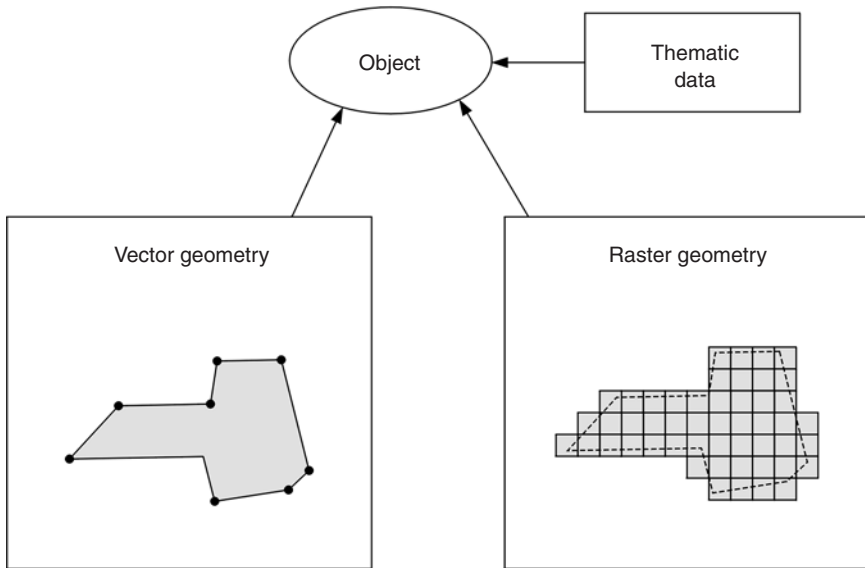 Object
Thematic
data
Vector geometry
Raster geometry